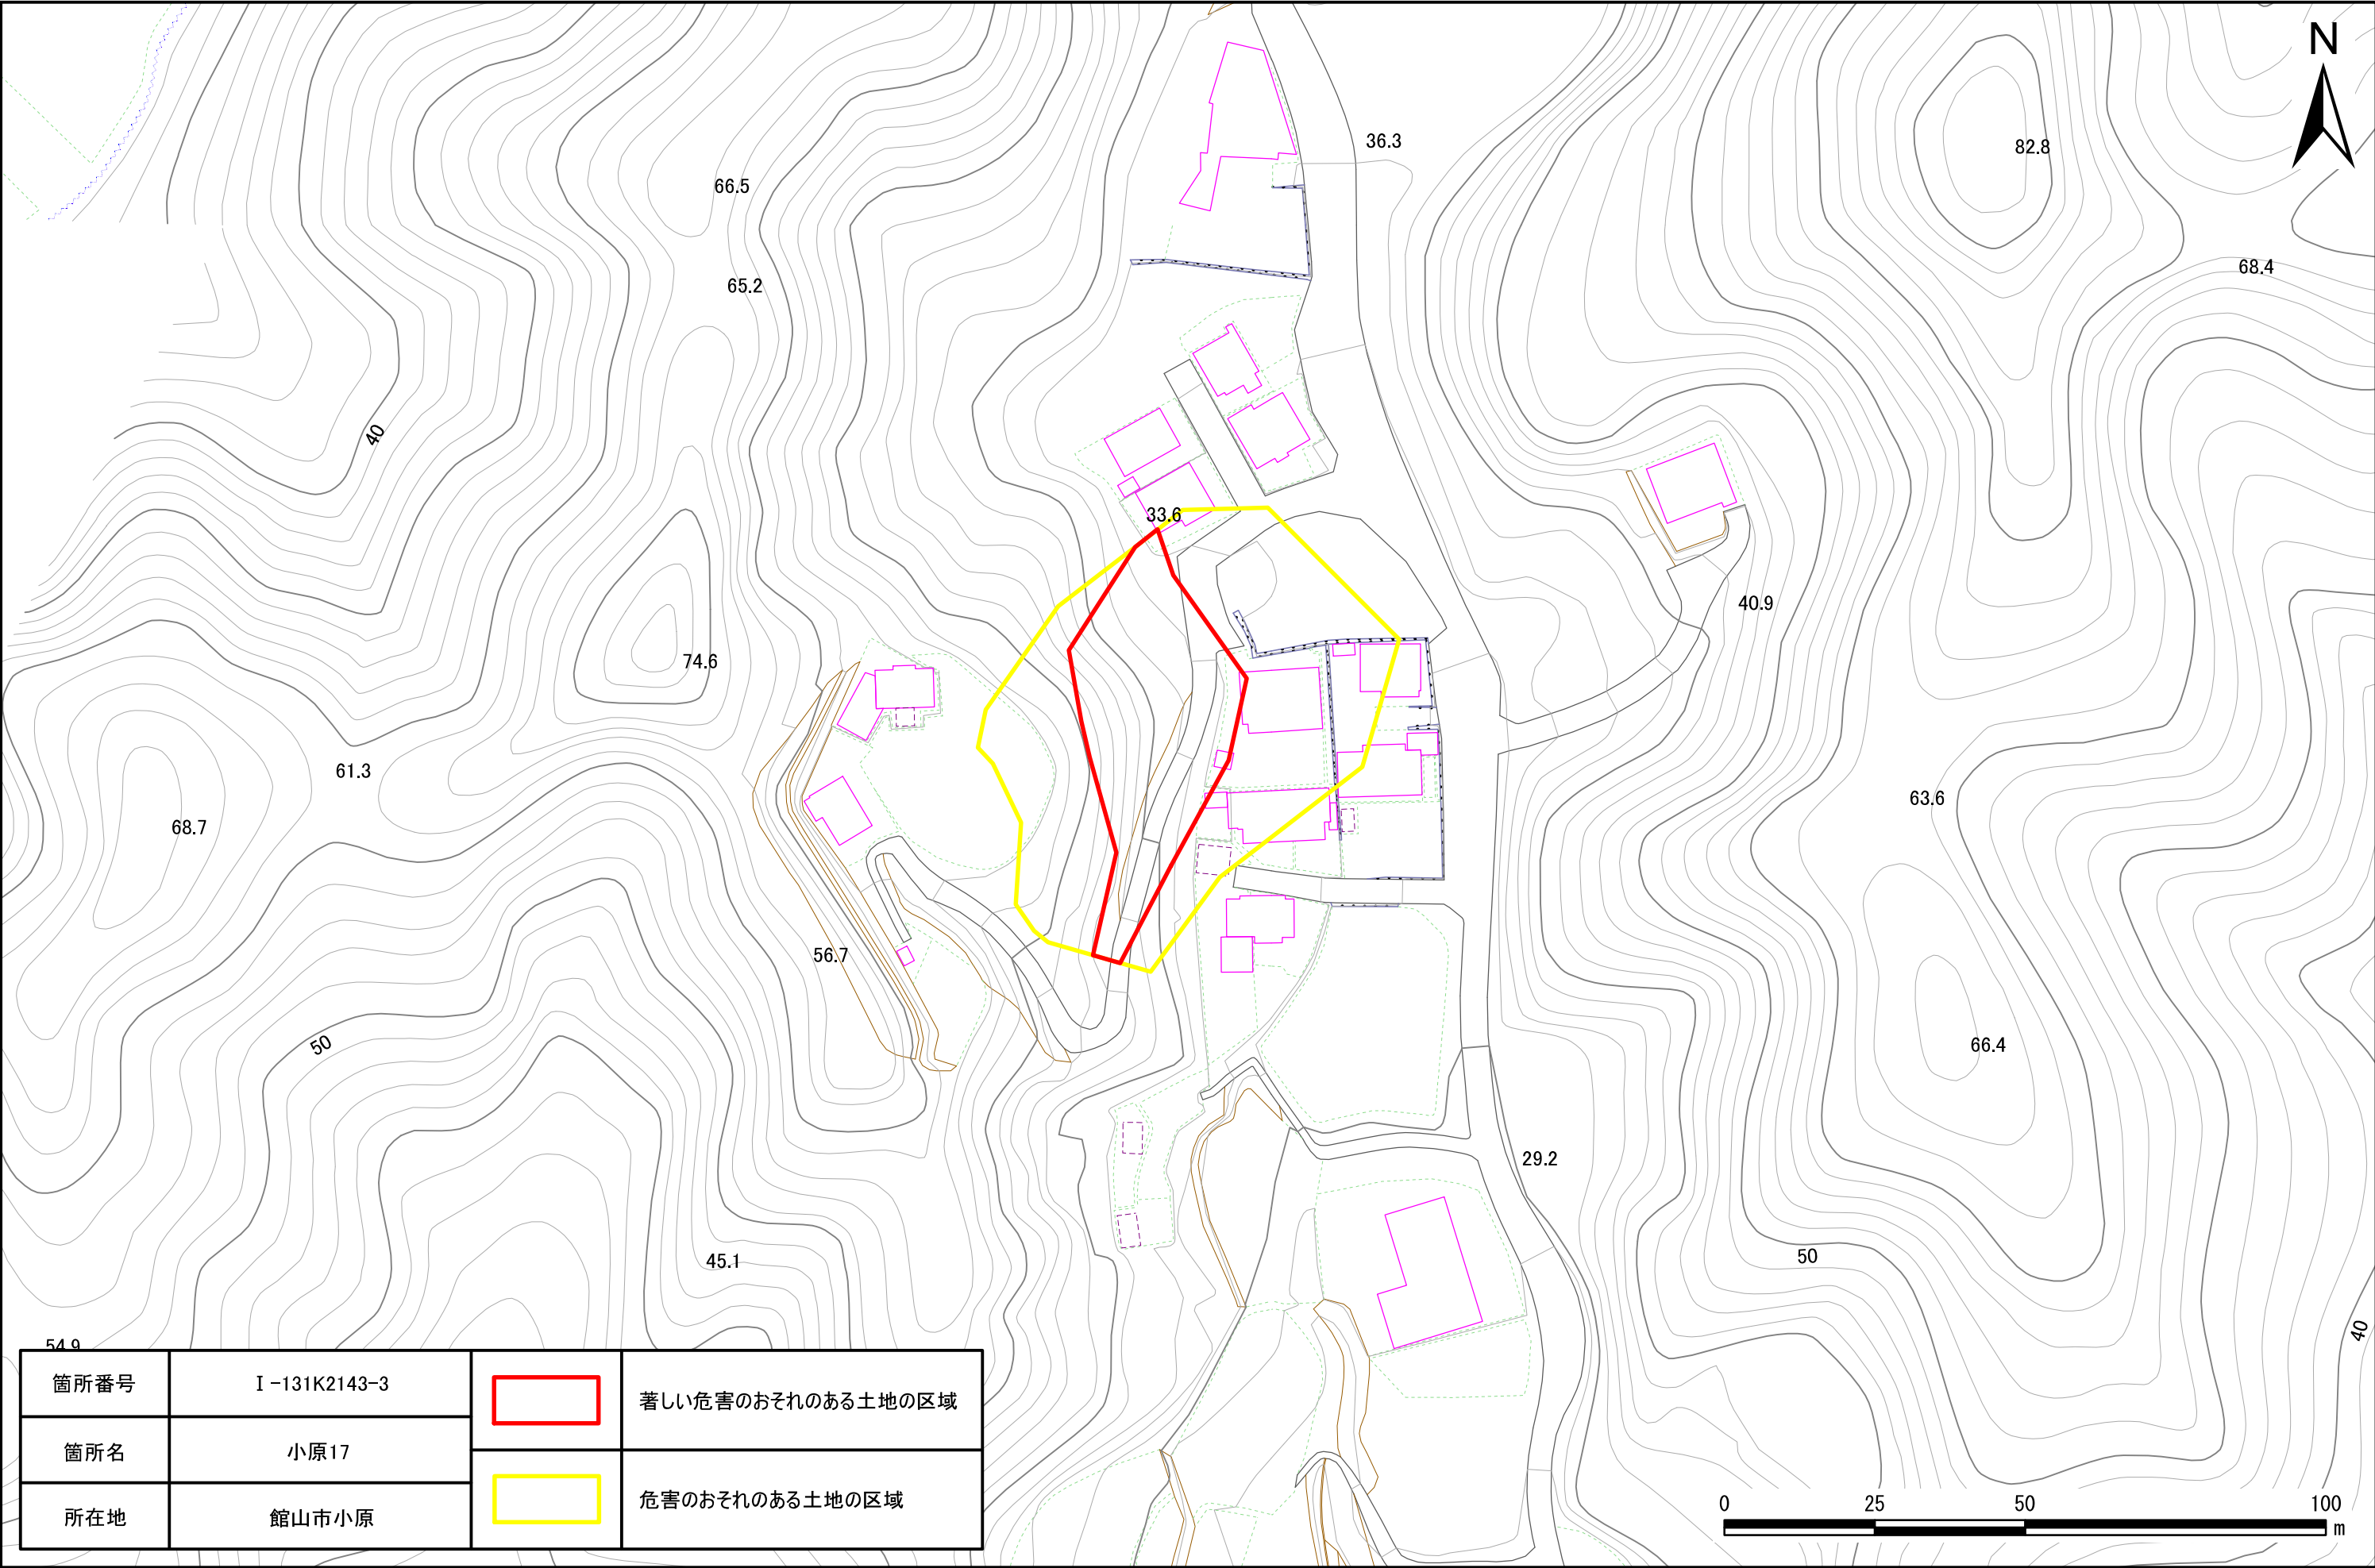 N
36.3
82.8
66.5
68.4
65.2
40
33.6
40.9
74.6
61.3
63.6
68.7
56.7
50
66.4
29.2
45.1
50
40
54.9
箇所番号 Ⅰ-131K2143-3
著しい危害のおそれのある土地の区域
箇所名 小原17
危害のおそれのある土地の区域
所在地 館山市小原
0 25 50 100
m